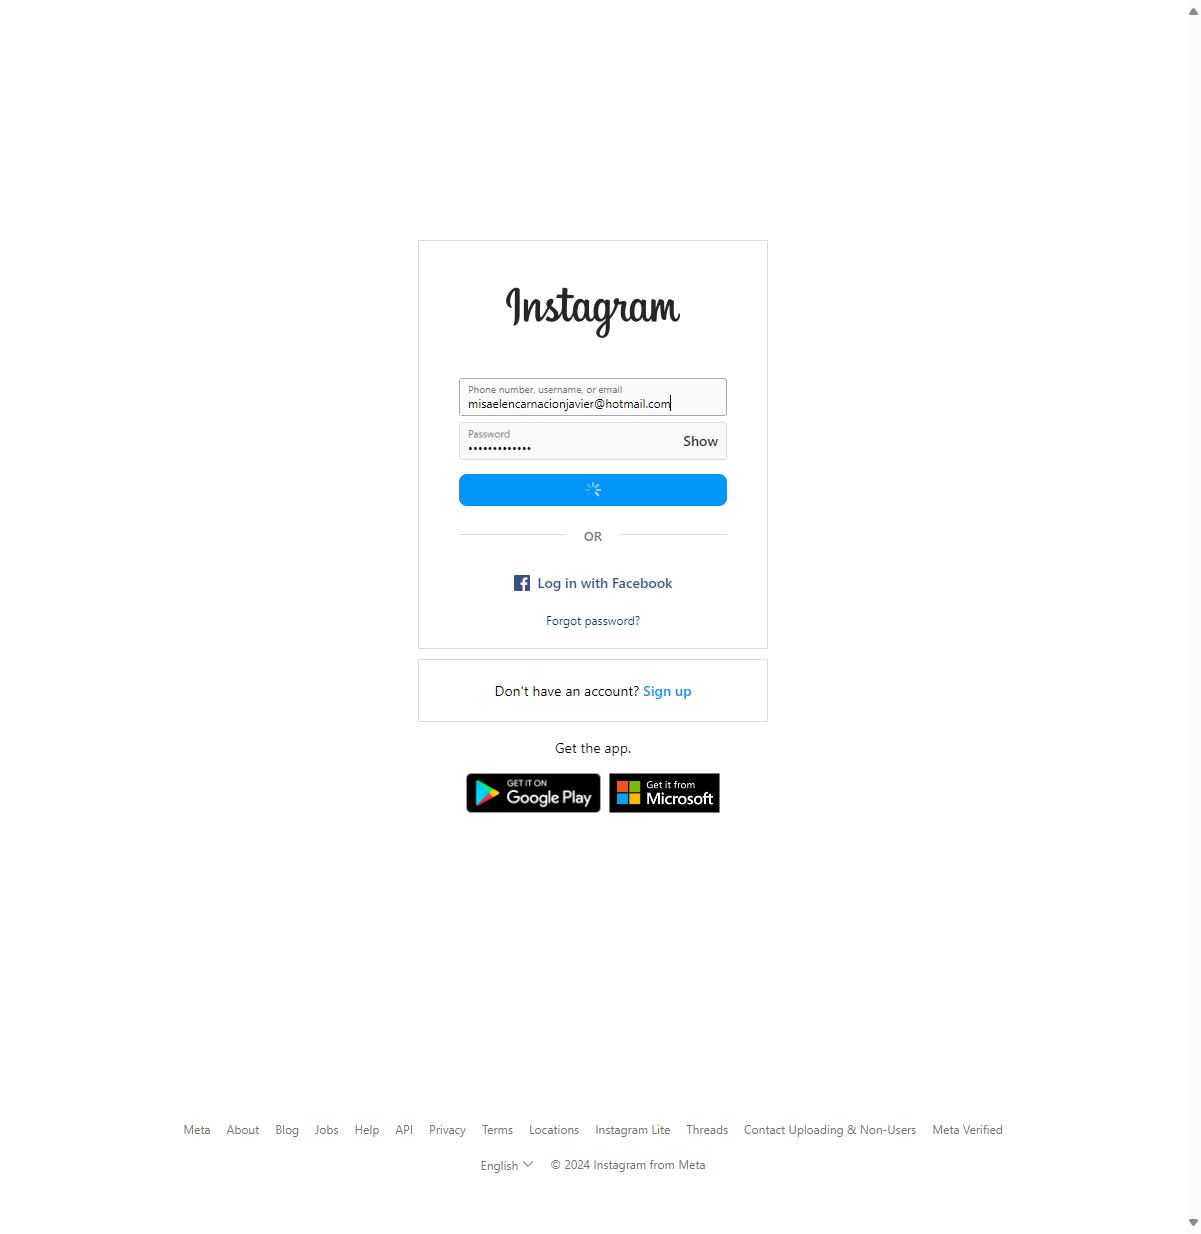 Instagram
Phone number, username, or email
misaelencarnacionjavier@hotmail.com
Password
•••••••••••••
Show
OR
Log in with Facebook
Forgot password?
Don't have an account? Sign up
Get the app.
GET IT ON
Google Play
Get it from
Microsoft
Meta About Blog Jobs Help API Privacy Terms Locations Instagram Lite Threads Contact Uploading & Non-Users Meta Verified
English © 2024 Instagram from Meta